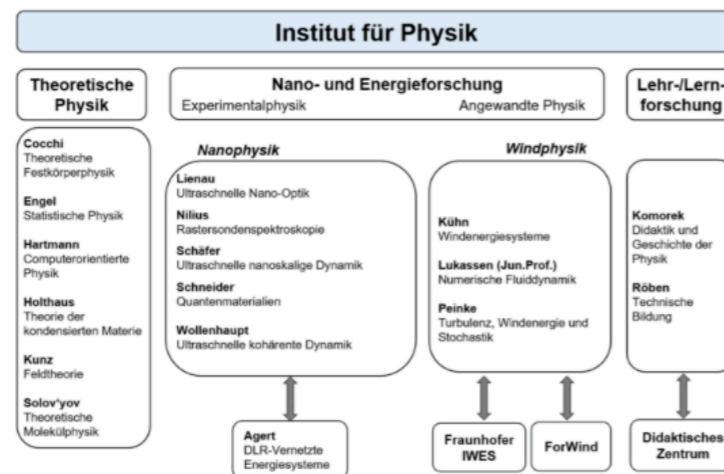 Institut für Physik
Theoretische
Physik
Nano- und Energieforschung
Experimentalphysik
Angewandte Physik
Lehr-/Lern-
forschung
Cocchi
Theoretische
Festkörperphysik
Engel
Statistische Physik
Hartmann
Computerorientierte
Physik
Holthaus
Theorie der
kondensierten Materie
Kunz
Feldtheorie
Solov'yov
Theoretische
Molekülphysik
Nanophysik
Lienau
Ultraschnelle Nano-Optik
Nilius
Rastersondenspektroskopie
Schäfer
Ultraschnelle nanoskalige Dynamik
Schneider
Quantenmaterialien
Wollenhaupt
Ultraschnelle kohärente Dynamik
Agert
DLR-Vernetzte
Energiesysteme
Windphysik
Kühn
Windenergiesysteme
Lukassen (Jun.Prof.)
Numerische Fluiddynamik
Peinke
Turbulenz, Windenergie und
Stochastik
Fraunhofer
IWES
ForWind
Komorek
Didaktik und
Geschichte der
Physik
Röben
Technische
Bildung
Didaktisches
Zentrum